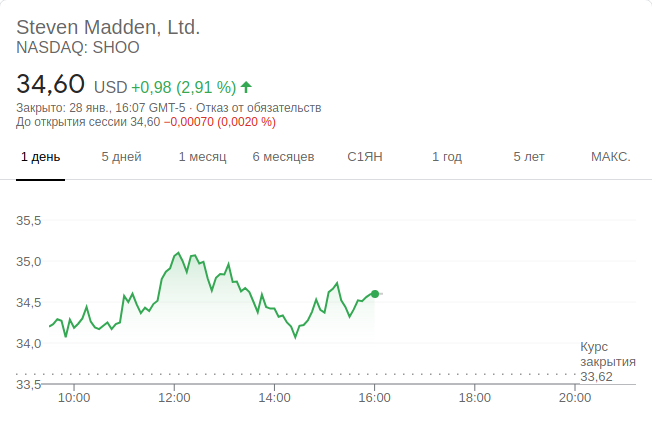 Steven Madden, Ltd.
NASDAQ: SHOO
34,60 USD +0,98 (2,91 %)
Закрыто: 28 янв., 16:07 GMT-5 · Отказ от обязательств
До открытия сессии 34,60 −0,00070 (0,0020 %)
1 день 5 дней 1 месяц 6 месяцев С1ЯН 1 год 5 лет МАКС.
35,5
35,0
34,5
34,0
Курс
закрытия
33,62
33,5
10:00 12:00 14:00 16:00 18:00 20:00